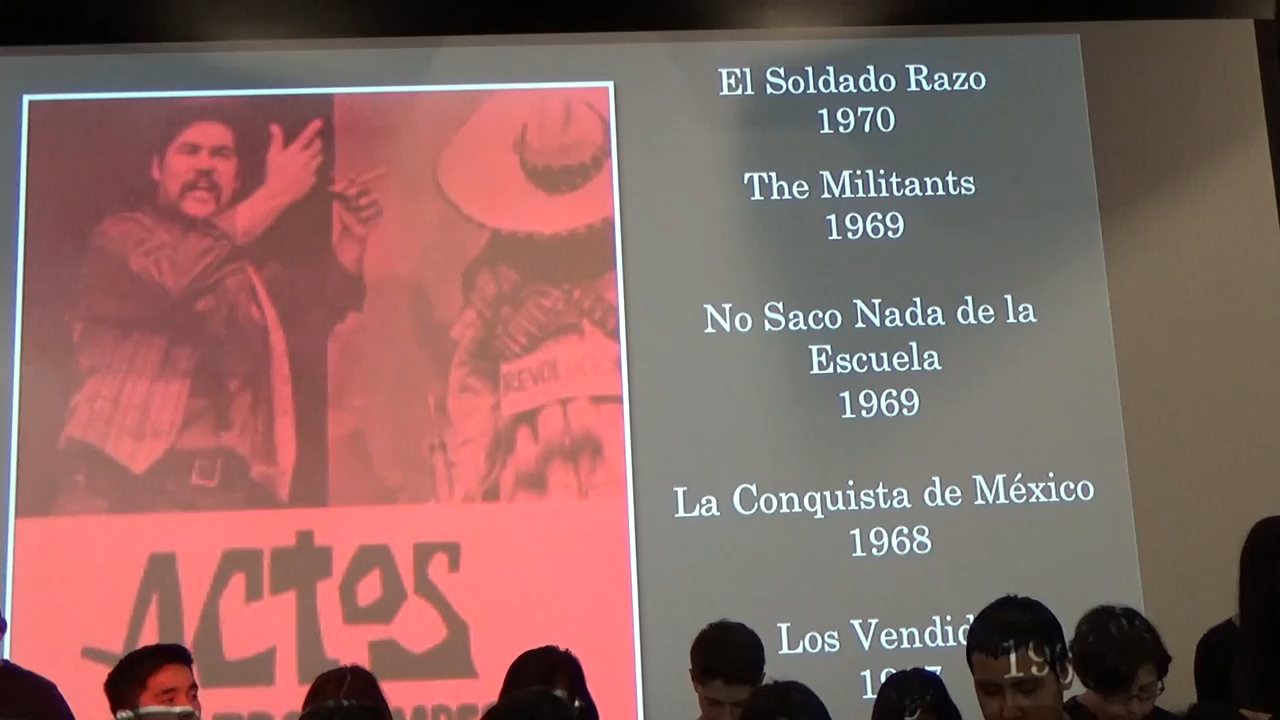 El Soldado Razo
1970
The Militants
1969
No Saco Nada de la
Escuela
1969
La Conquista de México
1968
Los
ACTOS